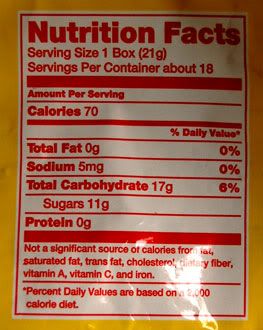 Nutrition Facts
Serving Size 1 Box (21g)
Servings Per Container about 18
Amount Per Serving
Calories 70
% Daily Value*
Total Fat 0g 0%
Sodium 5mg 0%
Total Carbohydrate 17g 6%
Sugars 11g
Protein 0g
Not a significant source of calories from fat,
saturated fat, trans fat, cholesterol, dietary fiber,
vitamin A, vitamin C, and iron.
*Percent Daily Values are based on a 2,000
calorie diet.